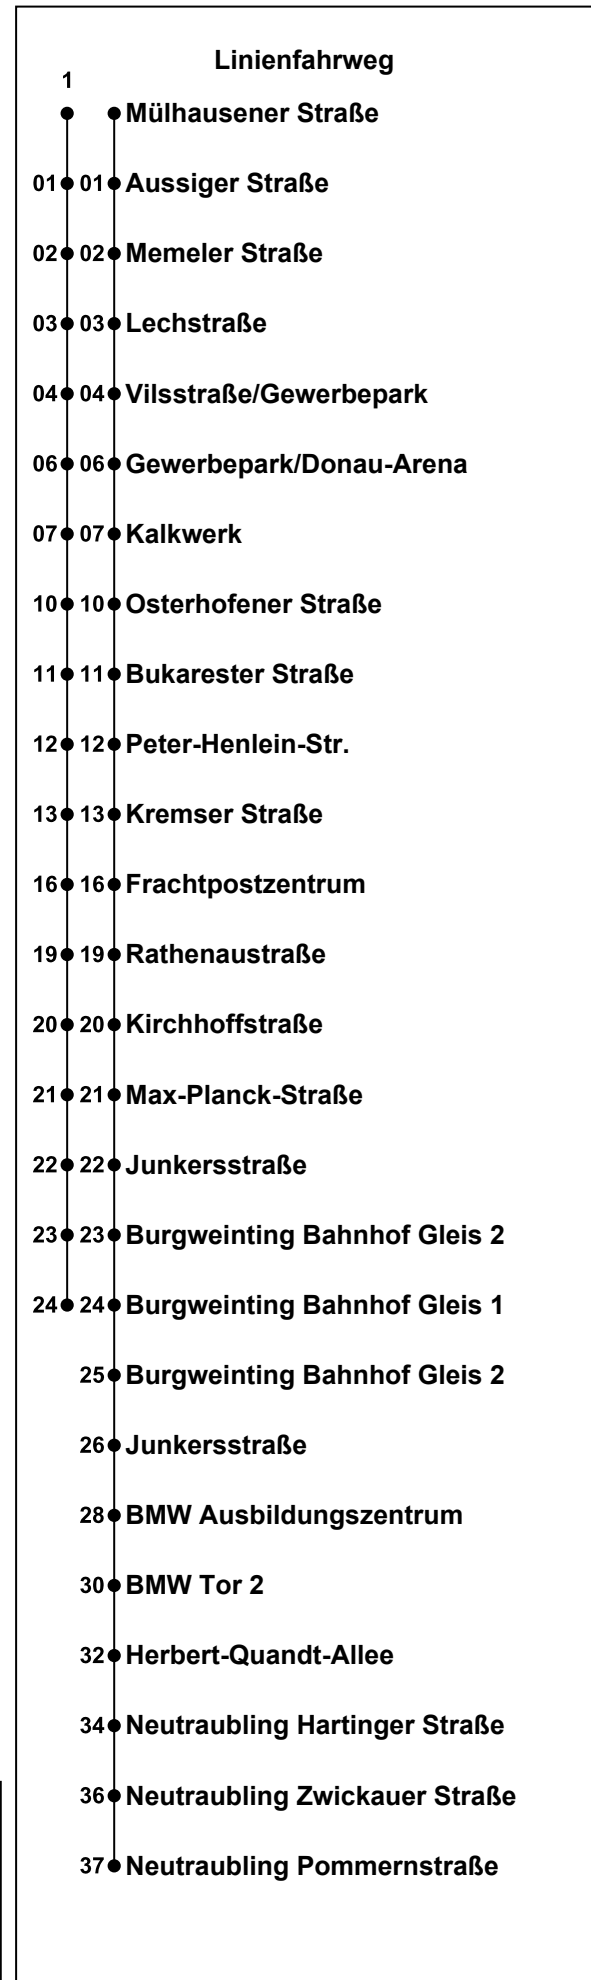 Linienfahrweg
1
Mülhausener Straße
01 01 Aussiger Straße
02 02 Memeler Straße
03 03 Lechstraße
04 04 Vilsstraße/Gewerbepark
06 06 Gewerbepark/Donau-Arena
07 07 Kalkwerk
10 10 Osterhofener Straße
11 11 Bukarester Straße
12 12 Peter-Henlein-Str.
13 13 Kremser Straße
16 16 Frachtpostzentrum
19 19 Rathenaustraße
20 20 Kirchhoffstraße
21 21 Max-Planck-Straße
22 22 Junkersstraße
23 23 Burgweinting Bahnhof Gleis 2
24 24 Burgweinting Bahnhof Gleis 1
25 Burgweinting Bahnhof Gleis 2
26 Junkersstraße
28 BMW Ausbildungszentrum
30 BMW Tor 2
32 Herbert-Quandt-Allee
34 Neutraubling Hartinger Straße
36 Neutraubling Zwickauer Straße
37 Neutraubling Pommernstraße